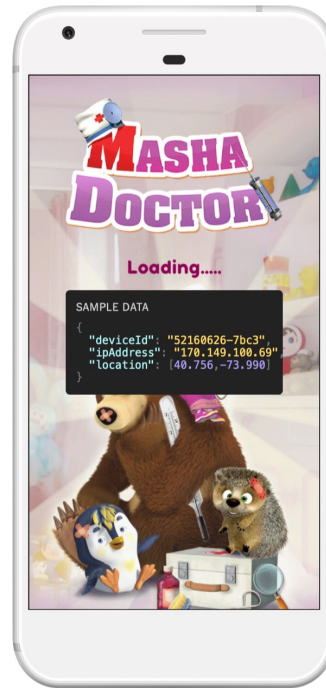 MASHA
DOCTOR
Loading.....
SAMPLE DATA
{
"deviceId": "52160626-7bc3",
"ipAddress": "170.149.100.69",
"location": [40.756,-73.990]
}